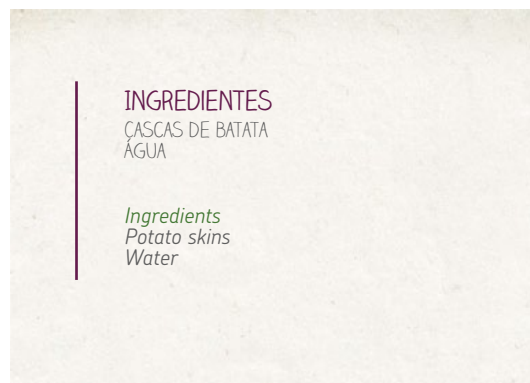 INGREDIENTES
CASCAS DE BATATA
ÁGUA
Ingredients
Potato skins
Water